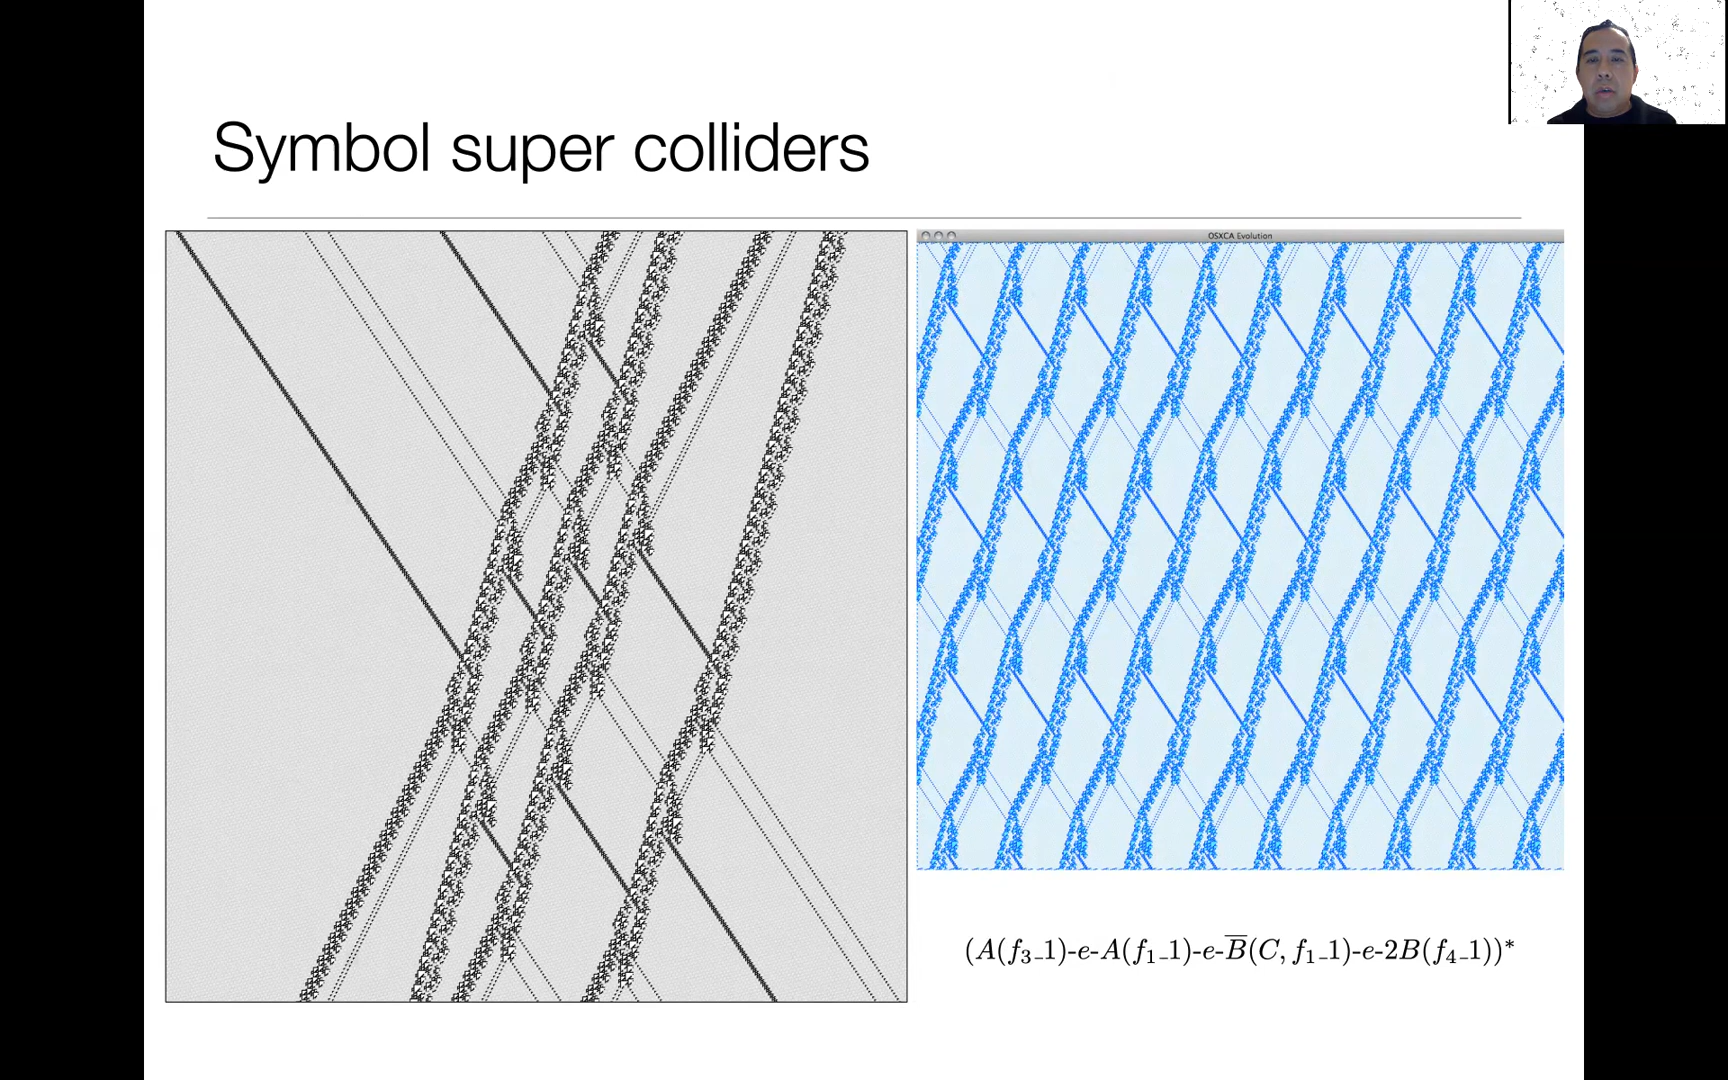 Symbol super colliders
OSXCA Evolution
(A(f₃_1)-e-A(f₁_1)-e-B̅(C, f₁_1)-e-2B(f₄_1))*